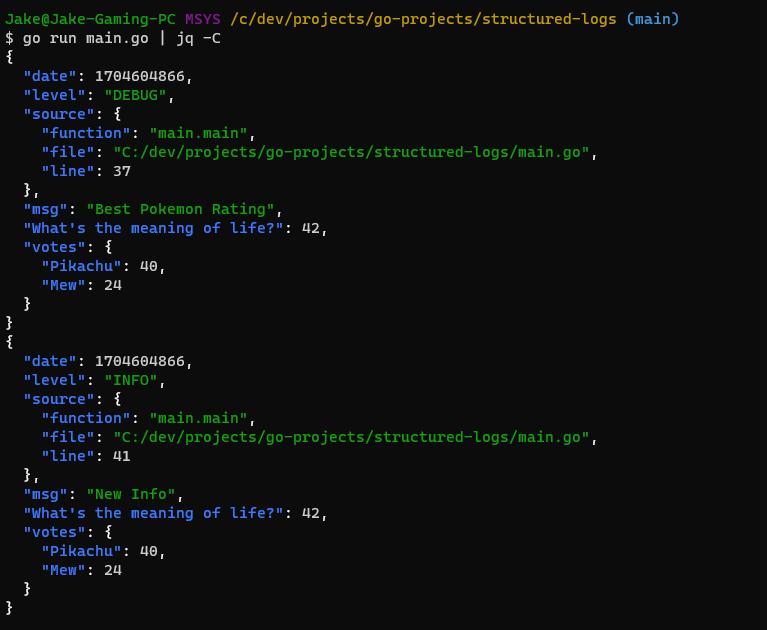 Jake@Jake-Gaming-PC MSYS /c/dev/projects/go-projects/structured-logs (main)
$ go run main.go | jq -C
{
  "date": 1704604866,
  "level": "DEBUG",
  "source": {
    "function": "main.main",
    "file": "C:/dev/projects/go-projects/structured-logs/main.go",
    "line": 37
  },
  "msg": "Best Pokemon Rating",
  "What's the meaning of life?": 42,
  "votes": {
    "Pikachu": 40,
    "Mew": 24
  }
}
{
  "date": 1704604866,
  "level": "INFO",
  "source": {
    "function": "main.main",
    "file": "C:/dev/projects/go-projects/structured-logs/main.go",
    "line": 41
  },
  "msg": "New Info",
  "What's the meaning of life?": 42,
  "votes": {
    "Pikachu": 40,
    "Mew": 24
  }
}